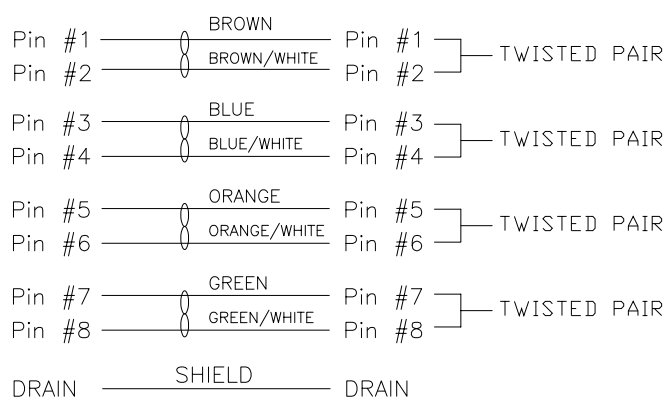 BROWN
Pin #1 Pin #1
BROWN/WHITE
TWISTED PAIR
Pin #2 Pin #2
BLUE
Pin #3 Pin #3
BLUE/WHITE
TWISTED PAIR
Pin #4 Pin #4
ORANGE
Pin #5 Pin #5
ORANGE/WHITE
TWISTED PAIR
Pin #6 Pin #6
GREEN
Pin #7 Pin #7
GREEN/WHITE
TWISTED PAIR
Pin #8 Pin #8
SHIELD
DRAIN DRAIN